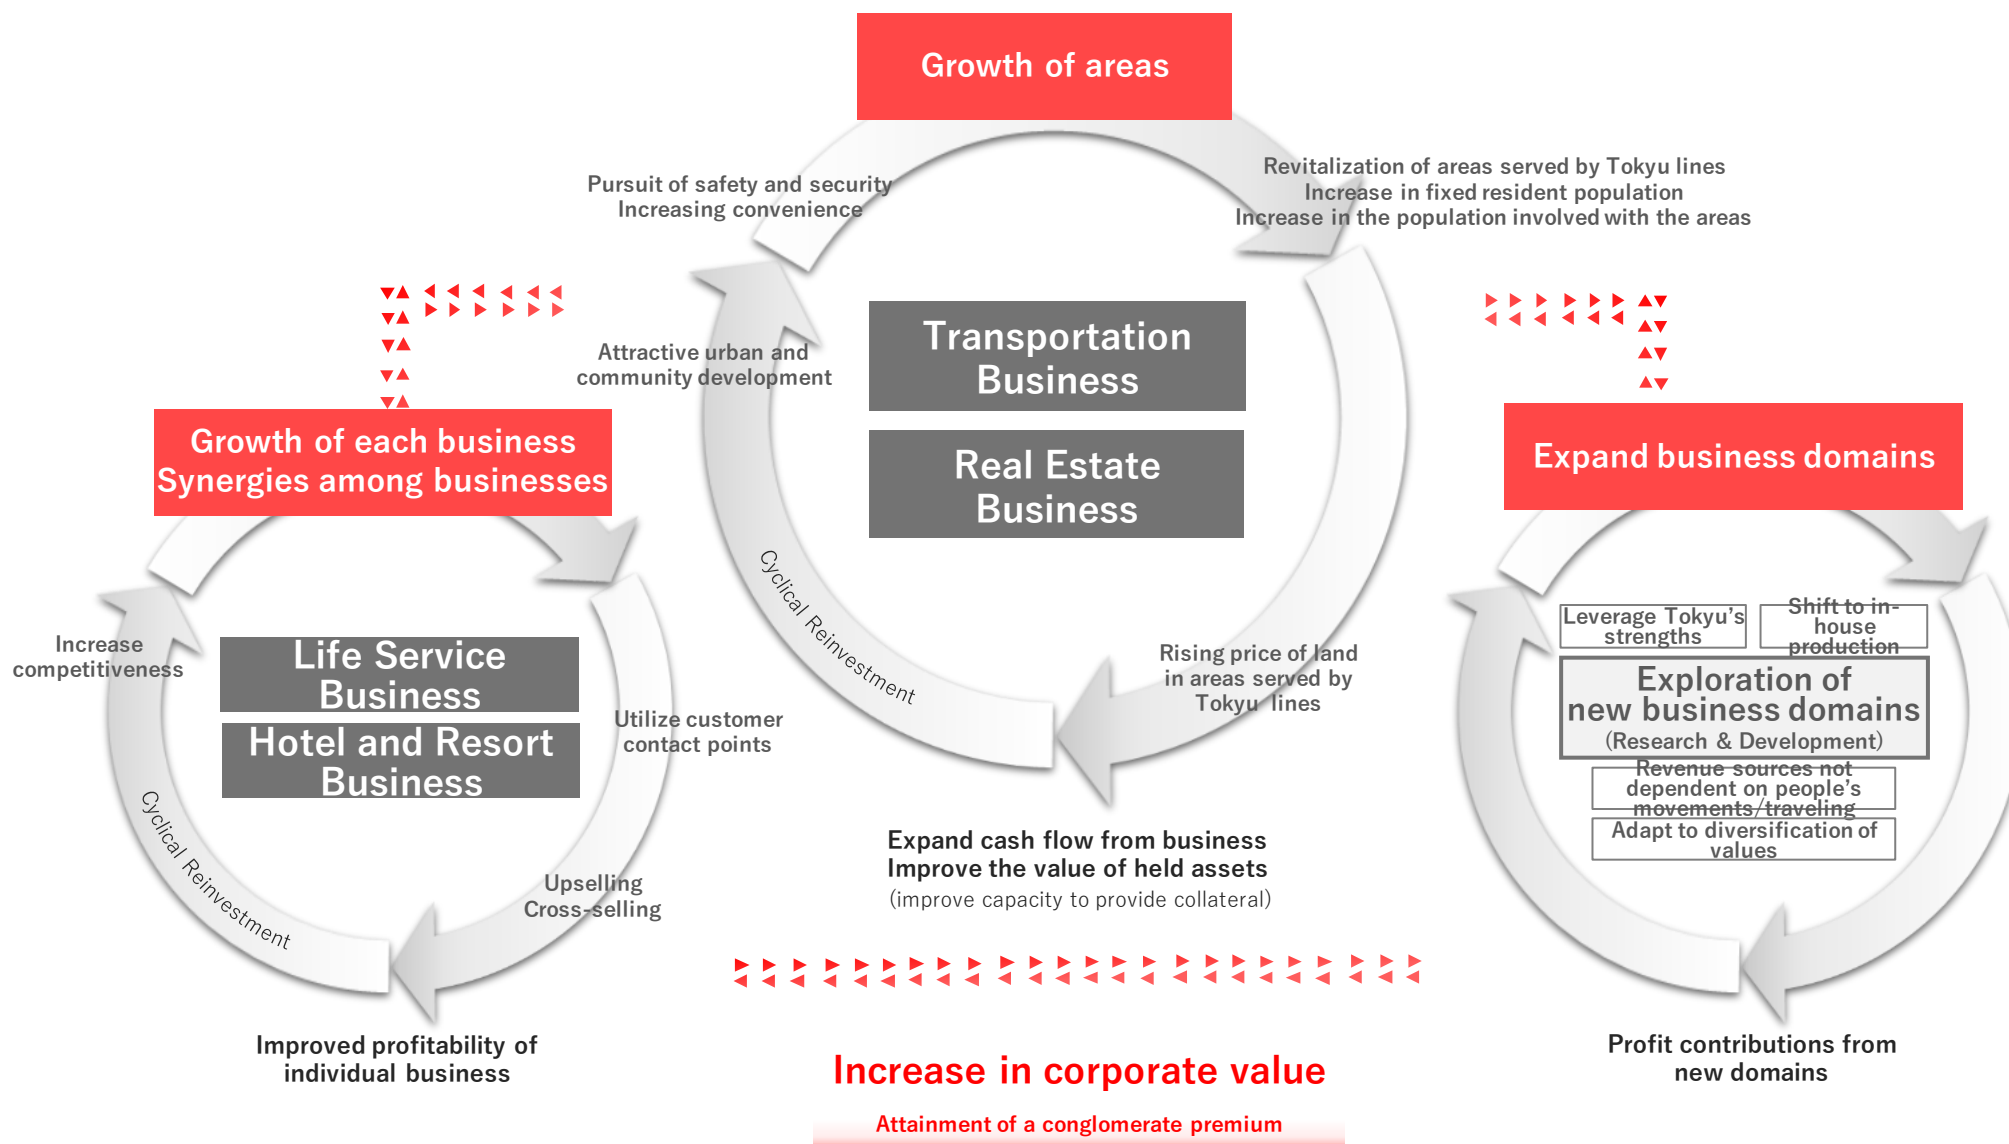 Growth of areas
Pursuit of safety and security
Increasing convenience
Revitalization of areas served by Tokyu lines
Increase in fixed resident population
Increase in the population involved with the areas
Attractive urban and
community development
Transportation
Business
Real Estate
Business
Cyclical Reinvestment
Rising price of land
in areas served by
Tokyu lines
Expand cash flow from business
Improve the value of held assets
(improve capacity to provide collateral)
Growth of each business
Synergies among businesses
Increase
competitiveness
Life Service
Business
Hotel and Resort
Business
Utilize customer
contact points
Cyclical Reinvestment
Upselling
Cross-selling
Improved profitability of
individual business
Expand business domains
Leverage Tokyu’s
strengths
Shift to in-
house
production
Exploration of
new business domains
(Research & Development)
Revenue sources not
dependent on people’s
movements/traveling
Adapt to diversification of
values
Profit contributions from
new domains
Increase in corporate value
Attainment of a conglomerate premium